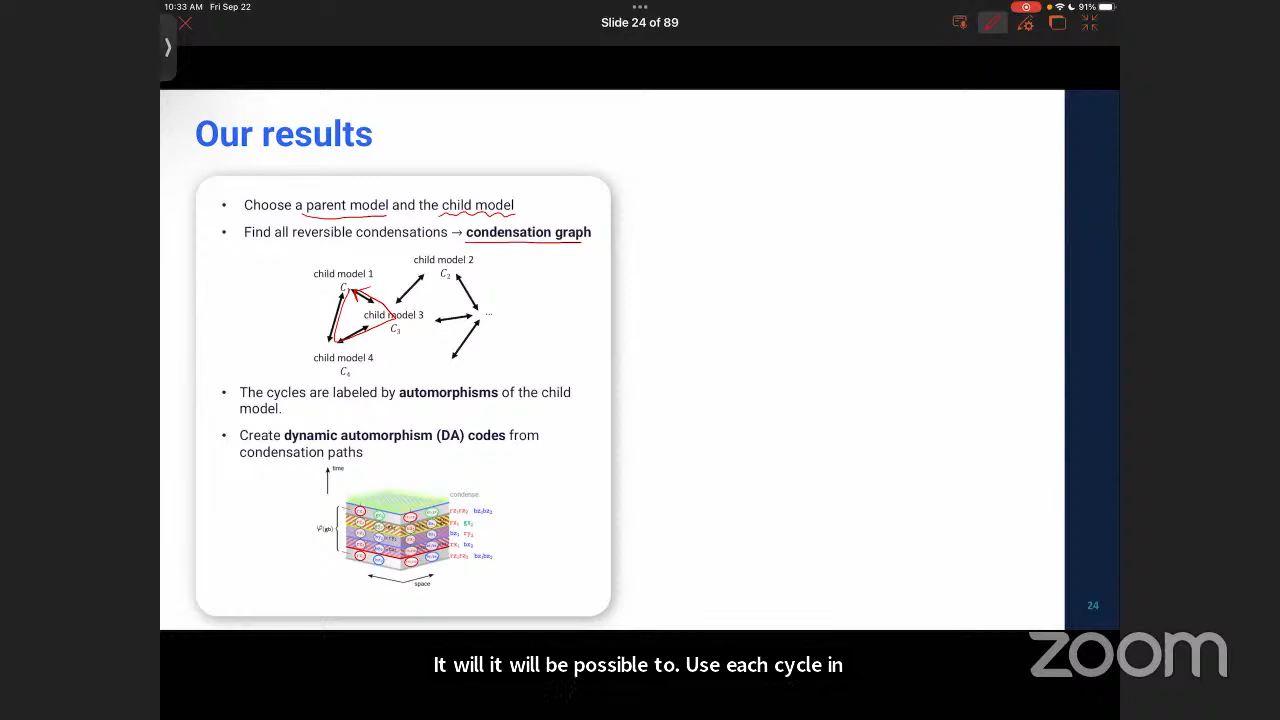 10:33 AM Fri Sep 22
91%
Slide 24 of 89
Our results
• Choose a parent model and the child model
• Find all reversible condensations → condensation graph
child model 2
C₂
child model 1
C
child model 3
C₃
...
child model 4
C₄
• The cycles are labeled by automorphisms of the child
model.
• Create dynamic automorphism (DA) codes from
condensation paths
time
condense
space
24
It will it will be possible to. Use each cycle in
zoom